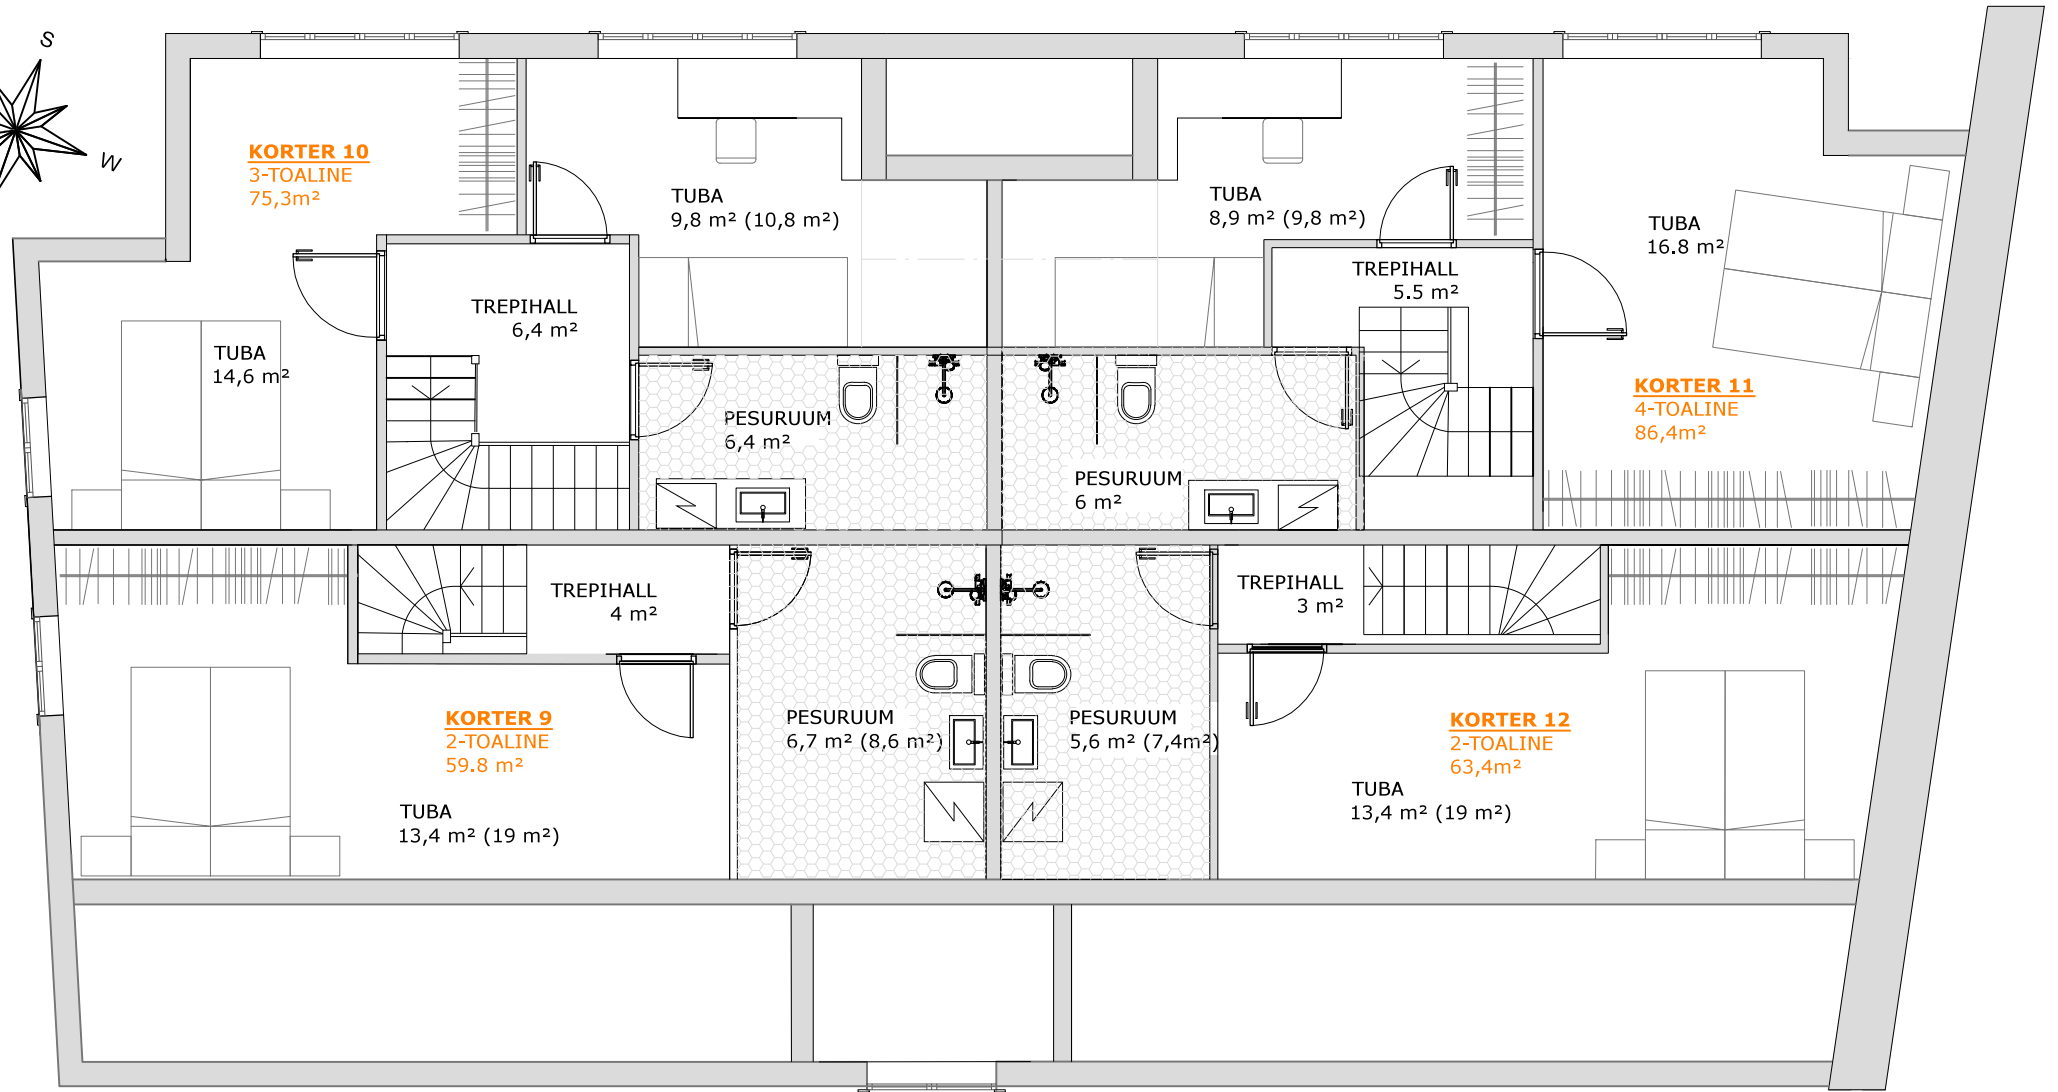 S
W
KORTER 10
3-TOALINE
75,3m²
TUBA
9,8 m² (10,8 m²)
TUBA
8,9 m² (9,8 m²)
TUBA
16.8 m²
TREPIHALL
6,4 m²
TREPIHALL
5.5 m²
TUBA
14,6 m²
KORTER 11
4-TOALINE
86,4m²
PESURUUM
6,4 m²
PESURUUM
6 m²
TREPIHALL
4 m²
TREPIHALL
3 m²
KORTER 9
2-TOALINE
59.8 m²
PESURUUM
6,7 m² (8,6 m²)
PESURUUM
5,6 m² (7,4m²)
KORTER 12
2-TOALINE
63,4m²
TUBA
13,4 m² (19 m²)
TUBA
13,4 m² (19 m²)